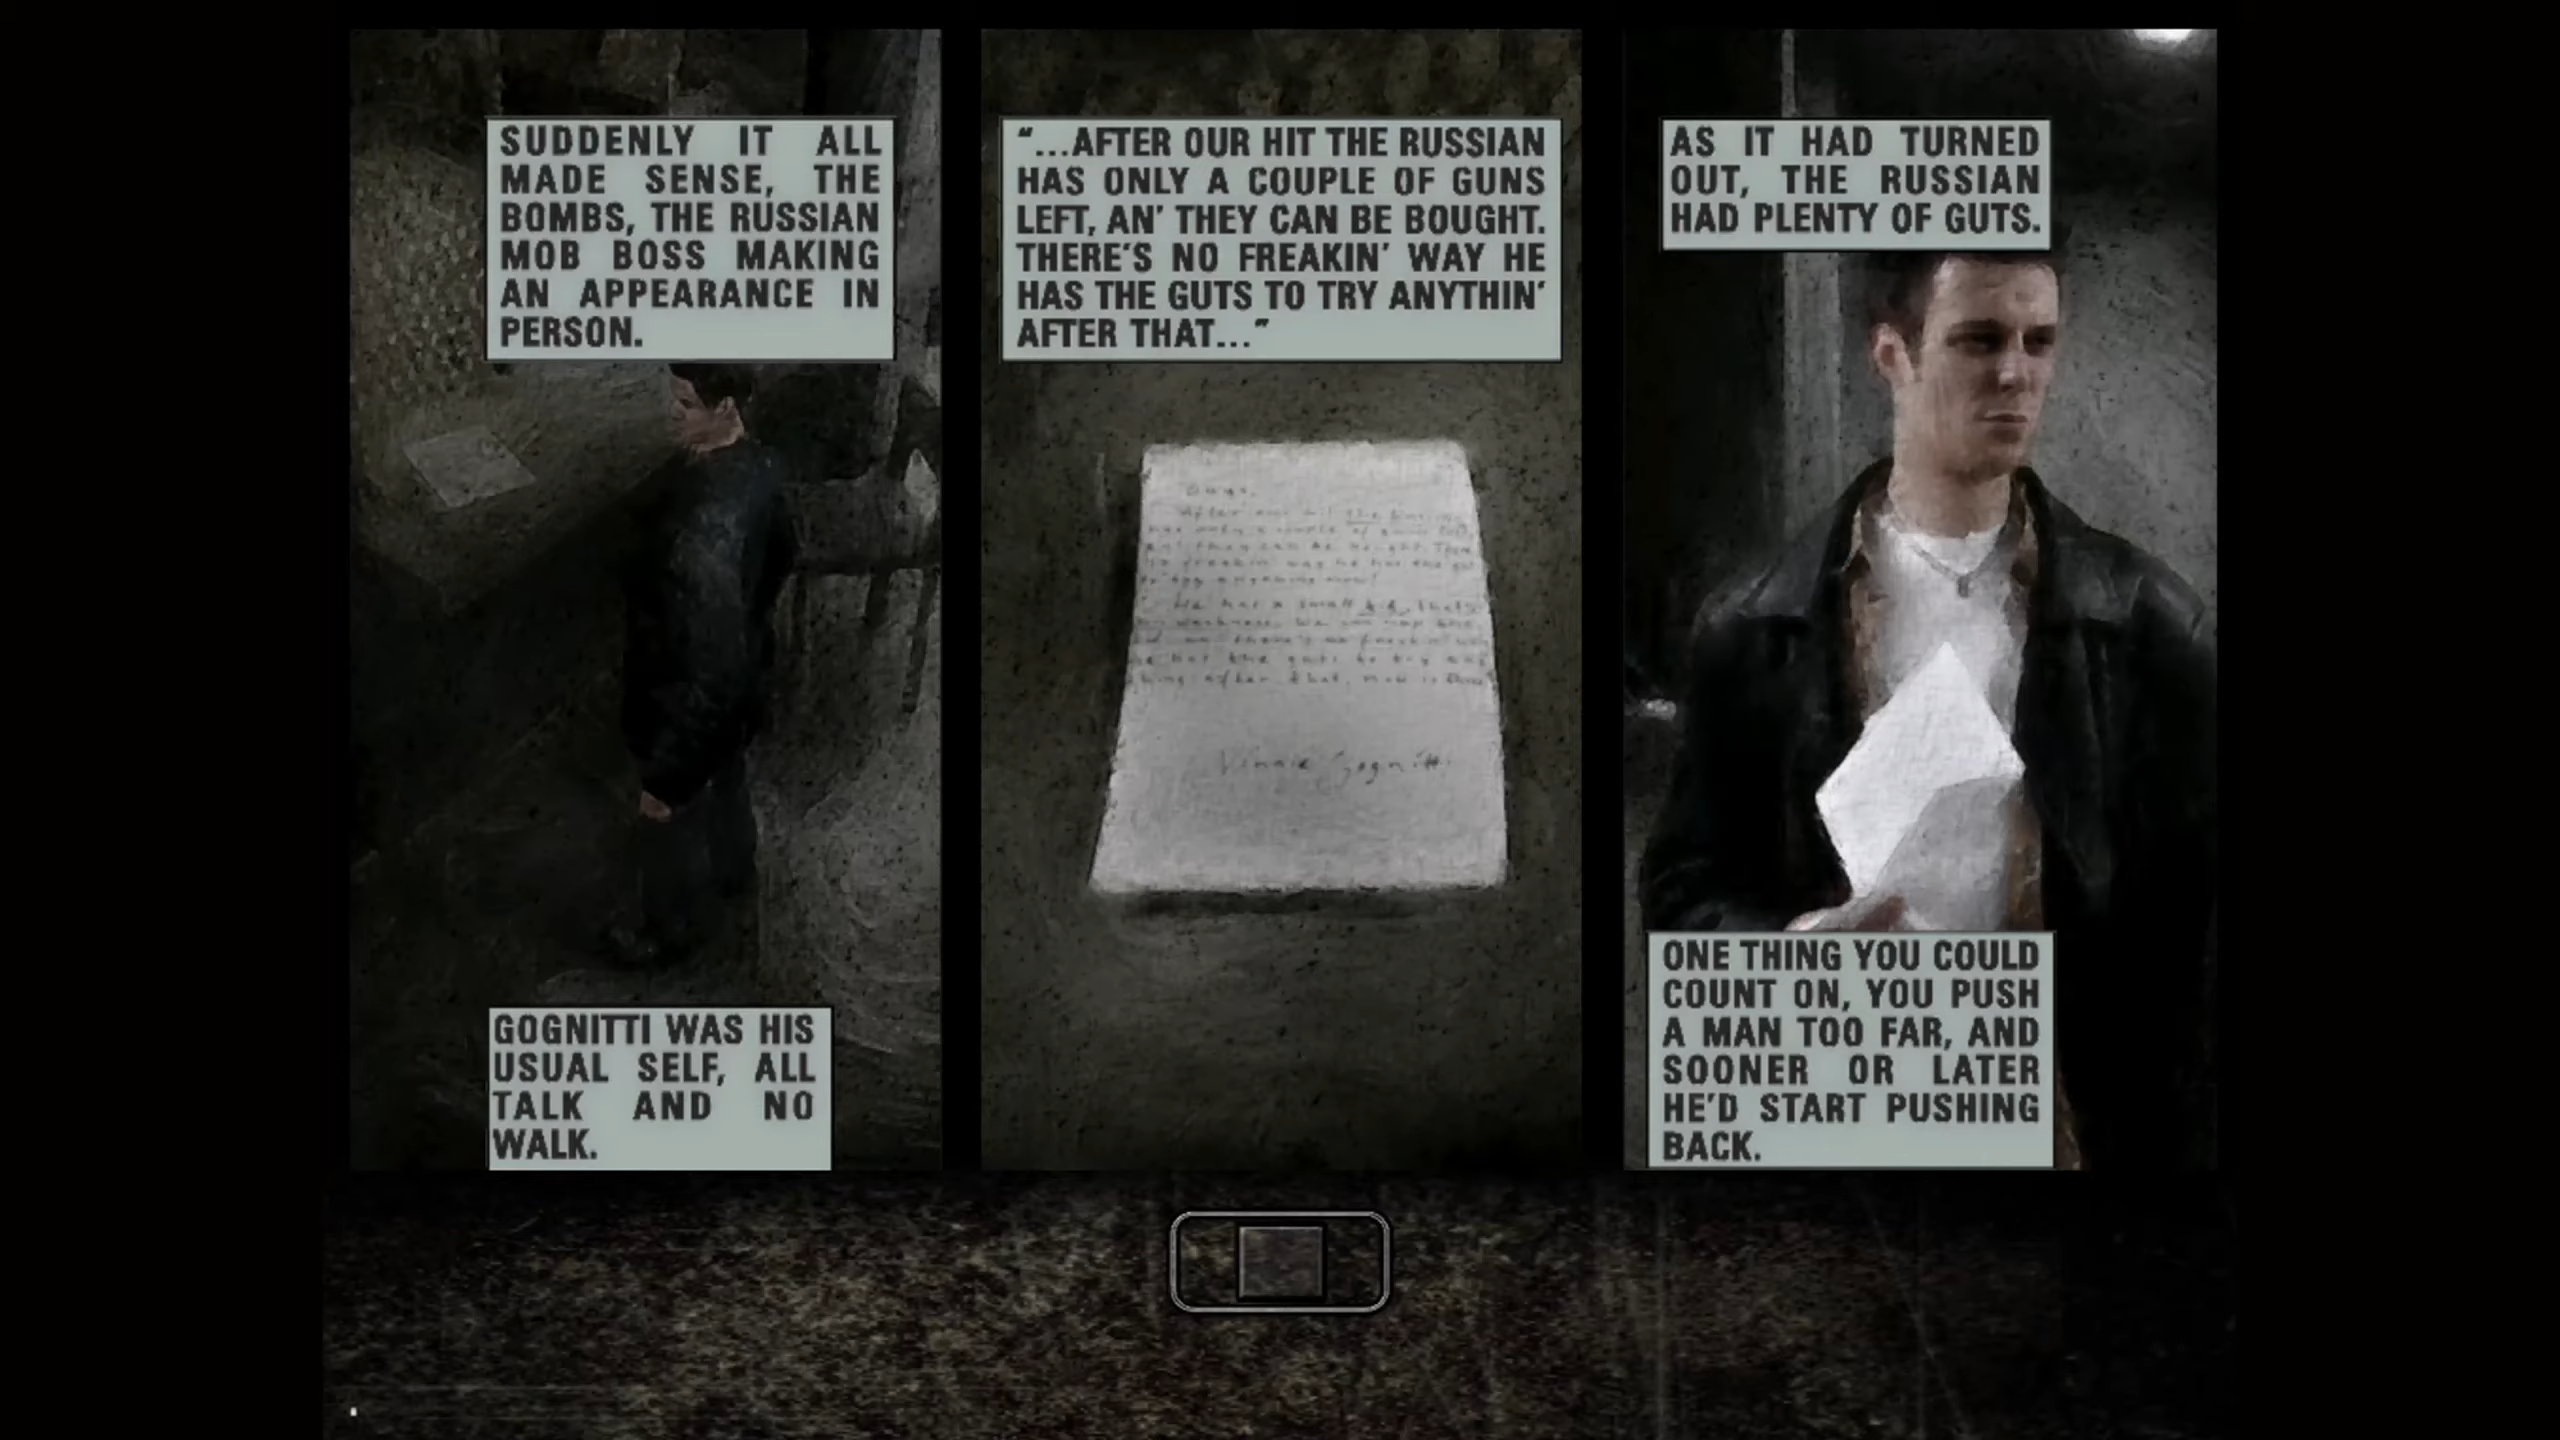 SUDDENLY IT ALL
MADE SENSE, THE
BOMBS, THE RUSSIAN
MOB BOSS MAKING
AN APPEARANCE IN
PERSON.
GOGNITTI WAS HIS
USUAL SELF, ALL
TALK AND NO
WALK.
“...AFTER OUR HIT THE RUSSIAN
HAS ONLY A COUPLE OF GUNS
LEFT, AN’ THEY CAN BE BOUGHT.
THERE’S NO FREAKIN’ WAY HE
HAS THE GUTS TO TRY ANYTHIN’
AFTER THAT...”
Vinnie Gognitti
AS IT HAD TURNED
OUT, THE RUSSIAN
HAD PLENTY OF GUTS.
ONE THING YOU COULD
COUNT ON, YOU PUSH
A MAN TOO FAR, AND
SOONER OR LATER
HE’D START PUSHING
BACK.